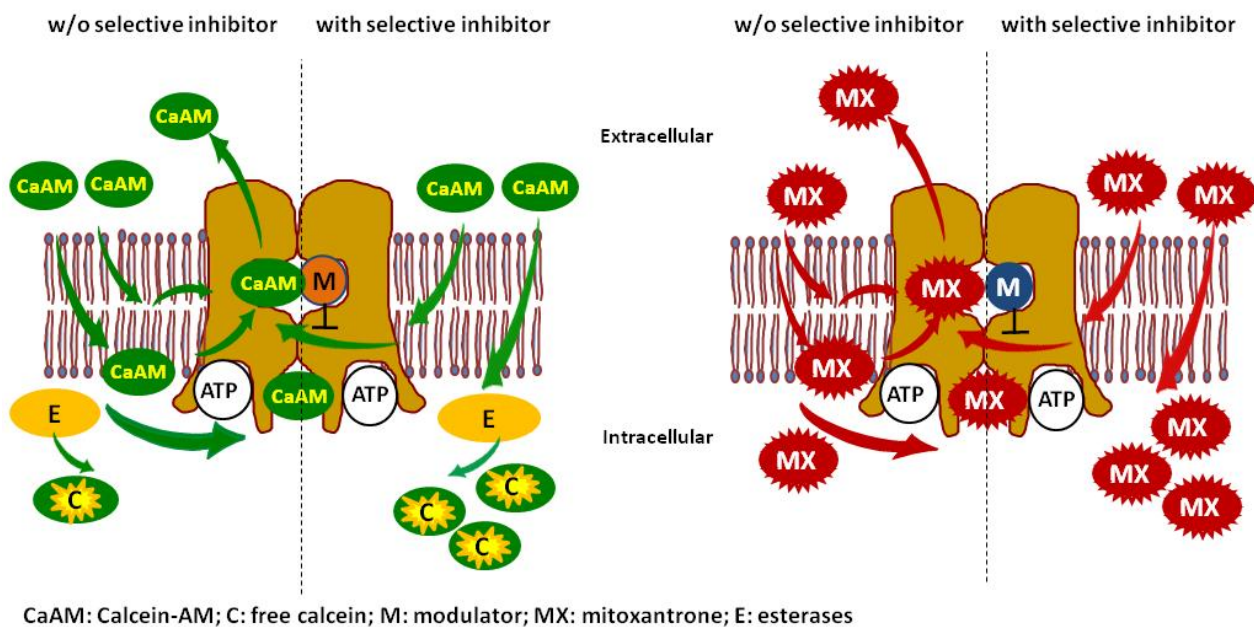 w/o selective inhibitor
with selective inhibitor
w/o selective inhibitor
with selective inhibitor
CaAM
CaAM
CaAM
CaAM
CaAM
CaAM
M
CaAM
ATP
CaAM
ATP
E
E
C
C
C
C
Extracellular
Intracellular
MX
MX
MX
MX
MX
M
MX
ATP
MX
ATP
MX
MX
MX
MX
CaAM: Calcein-AM; C: free calcein; M: modulator; MX: mitoxantrone; E: esterases